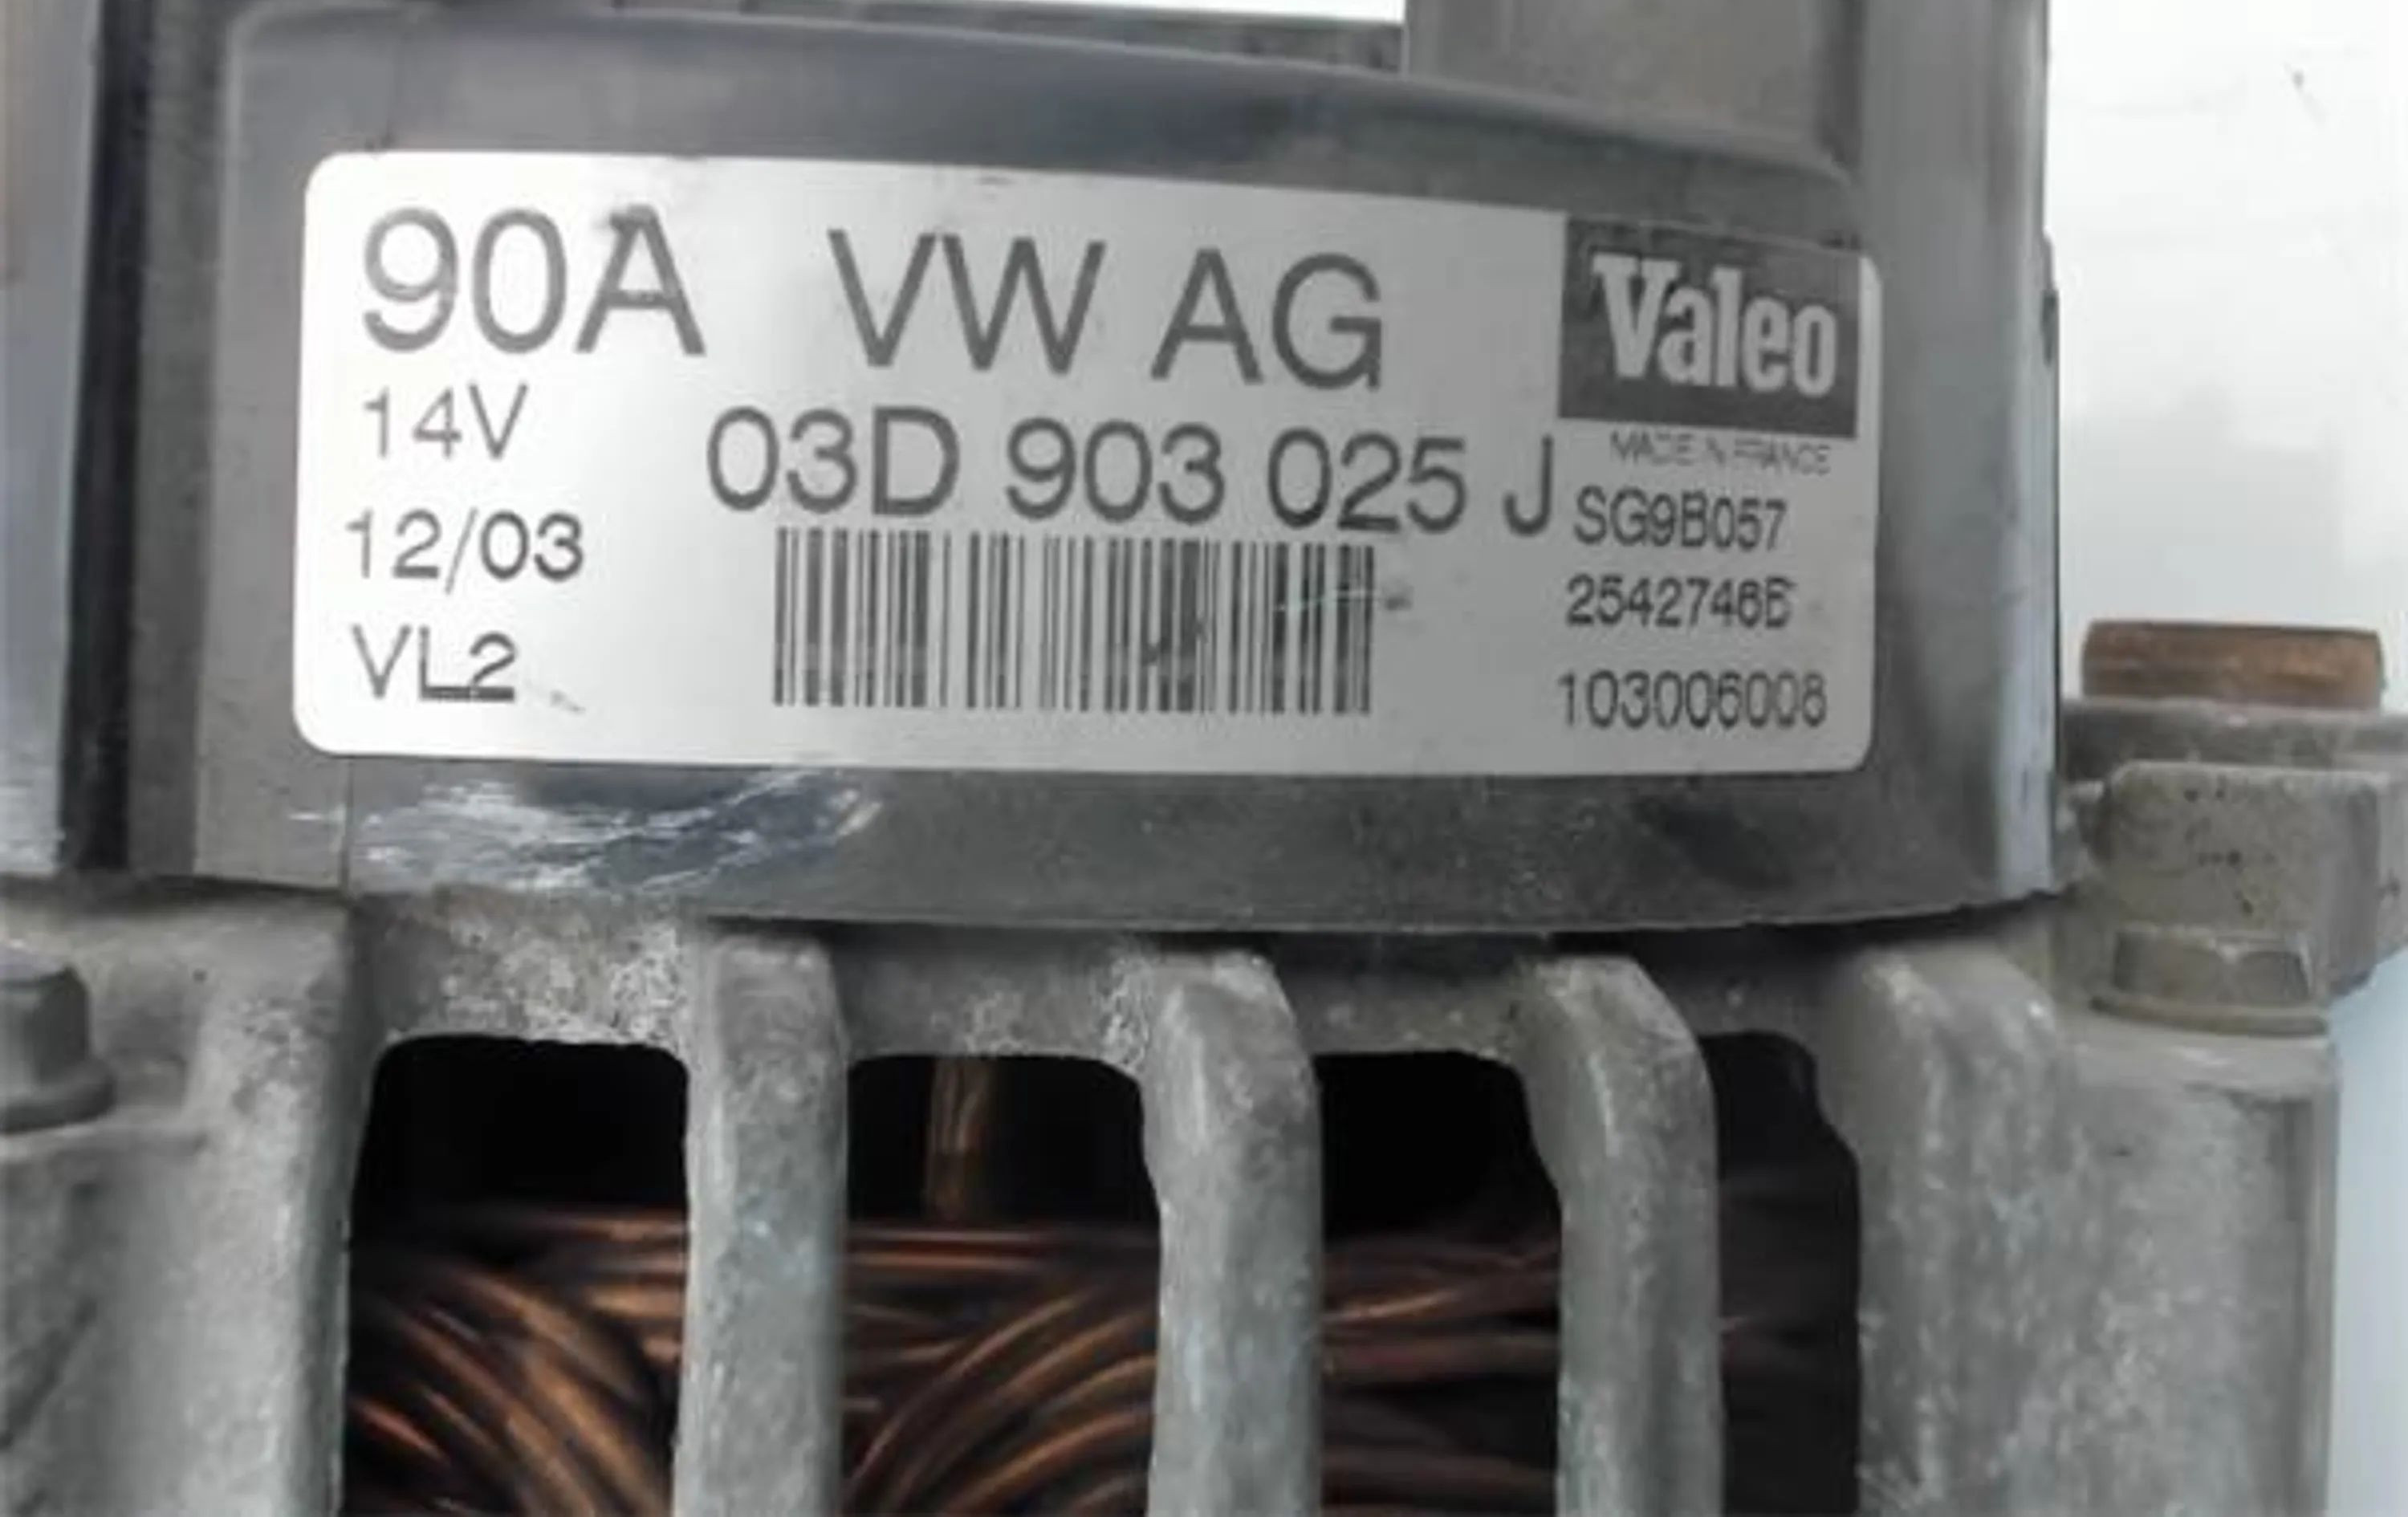 90A VW AG
Valeo
14V
03D 903 025 J
MADE IN FRANCE
12/03
SG9B057
VL2
2542746B
103006008